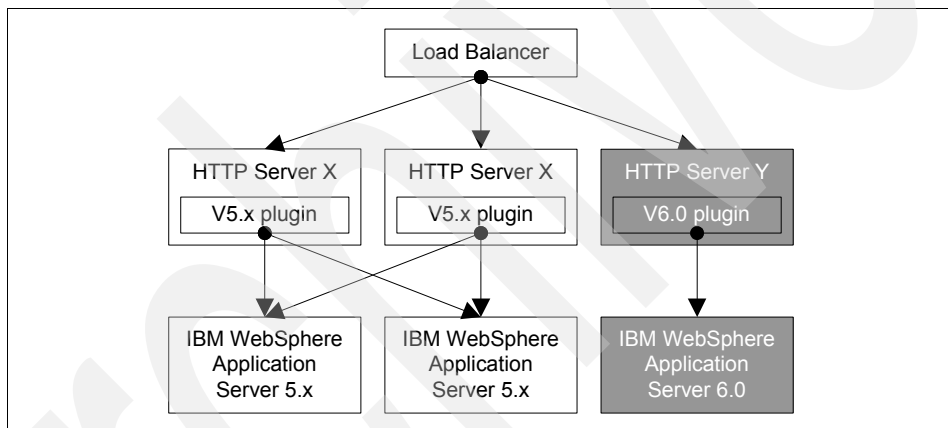 Load Balancer
HTTP Server X
V5.x plugin
HTTP Server X
V5.x plugin
HTTP Server Y
V6.0 plugin
IBM WebSphere
Application
Server 5.x
IBM WebSphere
Application
Server 5.x
IBM WebSphere
Application
Server 6.0